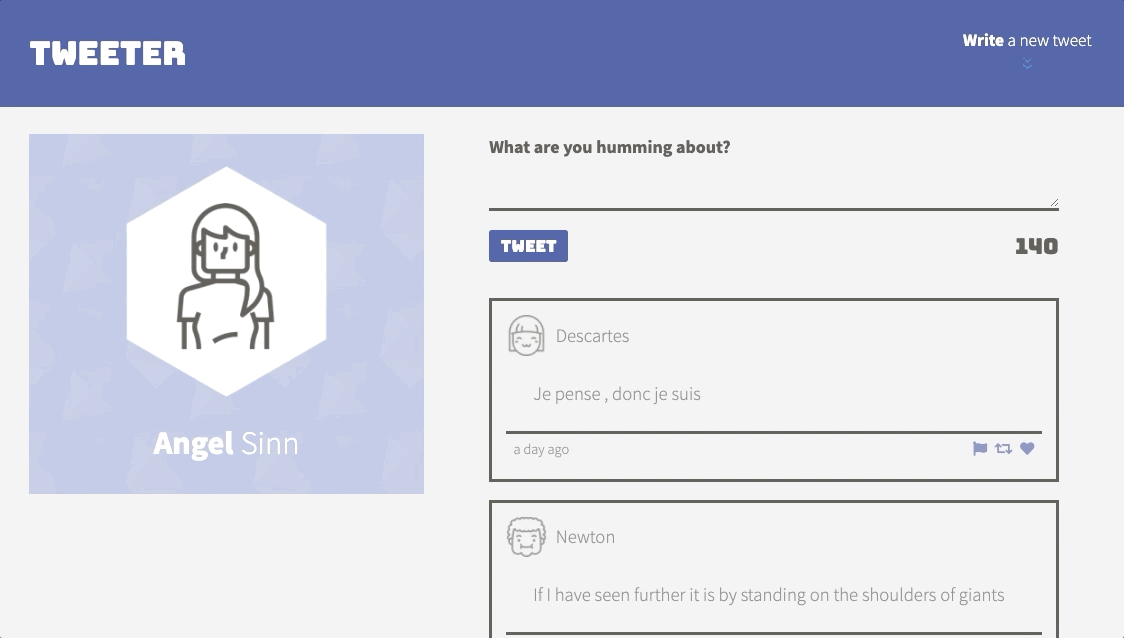 TWEETER
Write a new tweet
Angel Sinn
What are you humming about?
TWEET
140
Descartes
Je pense , donc je suis
a day ago
Newton
If I have seen further it is by standing on the shoulders of giants